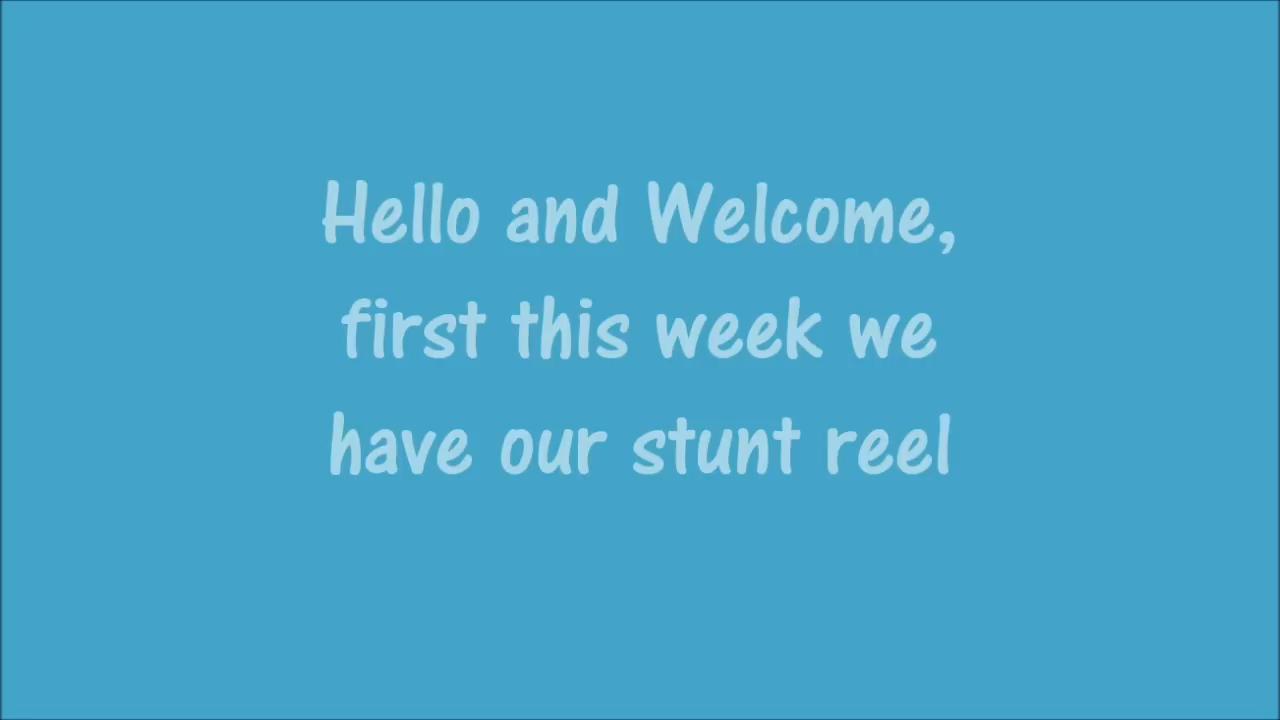 Hello and Welcome,
first this week we
have our stunt reel